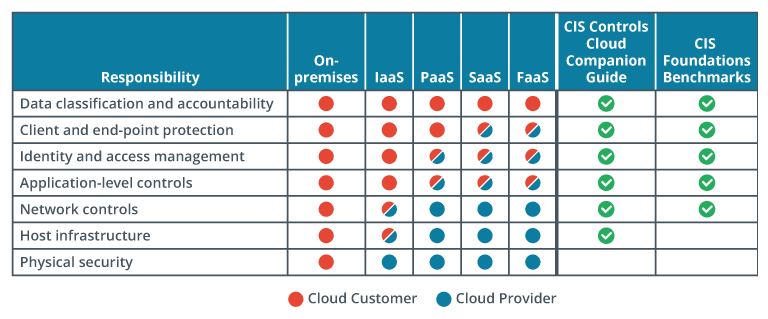 Responsibility
On-
premises
IaaS
PaaS
SaaS
FaaS
CIS Controls
Cloud
Companion
Guide
CIS
Foundations
Benchmarks
Data classification and accountability
Client and end-point protection
Identity and access management
Application-level controls
Network controls
Host infrastructure
Physical security
Cloud Customer
Cloud Provider